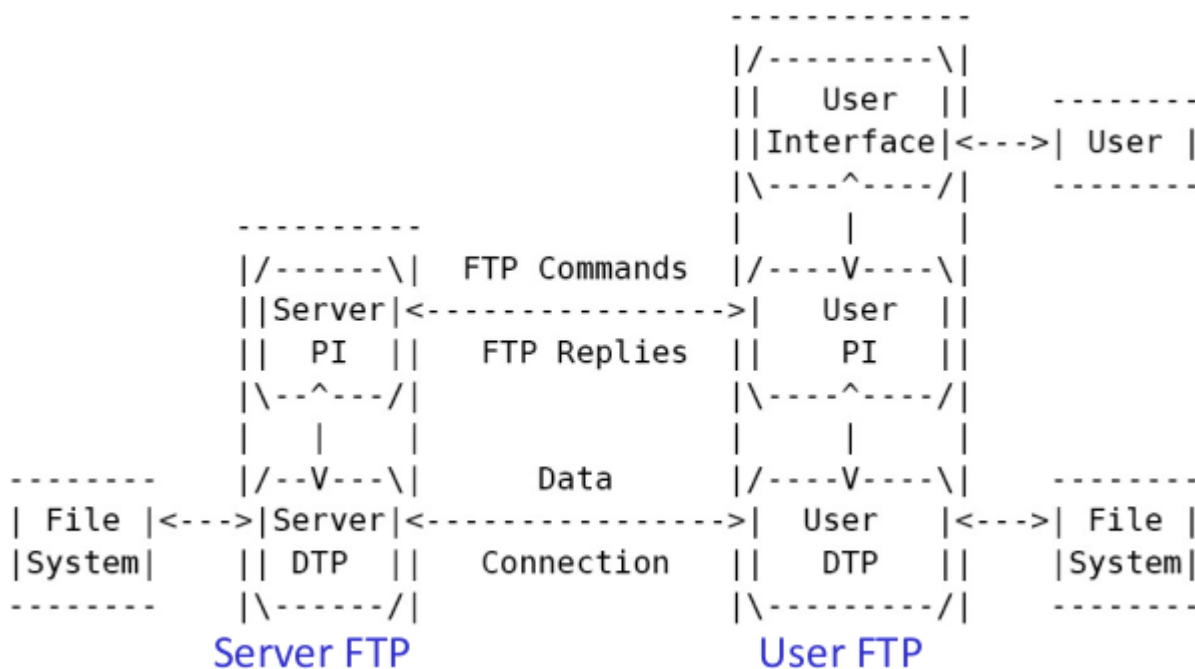 -------------
                                       |/---------\|
                                       ||   User  ||    --------
                                       ||Interface|<--->| User |
                                       |\----^----/|    --------
            ----------                 |     |     |
            |/------\|  FTP Commands   |/----V----\|
            ||Server|<---------------->|   User  ||
            ||  PI  ||  FTP Replies   ||    PI   ||
            |\--^---/|                 |\----^----/|
            |   |    |                 |     |     |
--------    |/--V---\|      Data       |/----V----\|    --------
| File |<--->|Server|<---------------->|  User   |<--->| File |
|System|    || DTP  ||   Connection   ||   DTP   ||    |System|
--------    |\------/|                 |\---------/|    --------
Server FTP User FTP